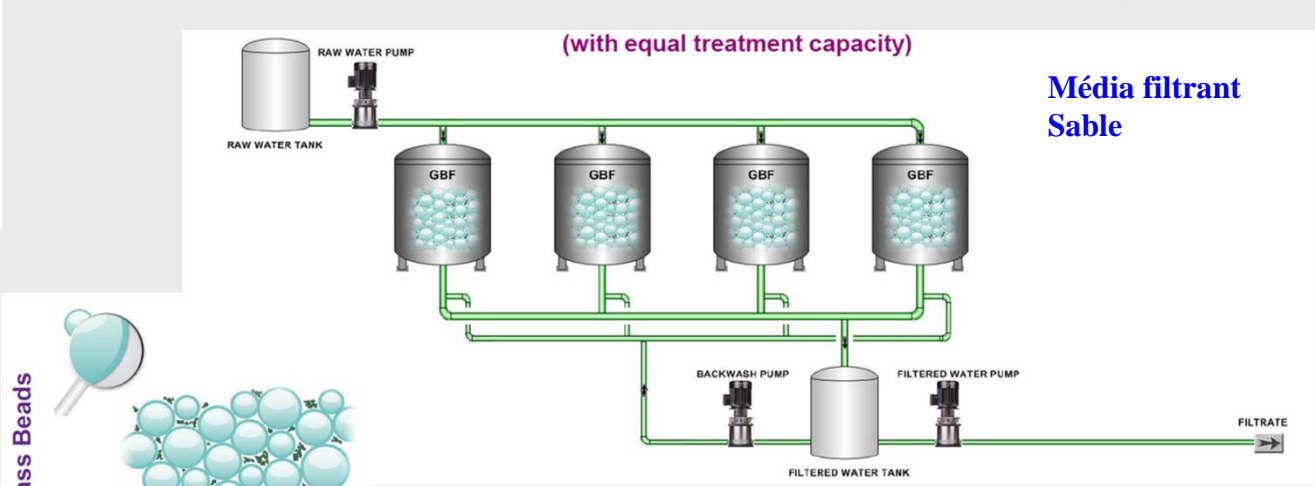 (with equal treatment capacity)
RAW WATER PUMP
Média filtrant
Sable
RAW WATER TANK
GBF
GBF
GBF
GBF
BACKWASH PUMP
FILTERED WATER PUMP
FILTRATE
FILTERED WATER TANK
Beads